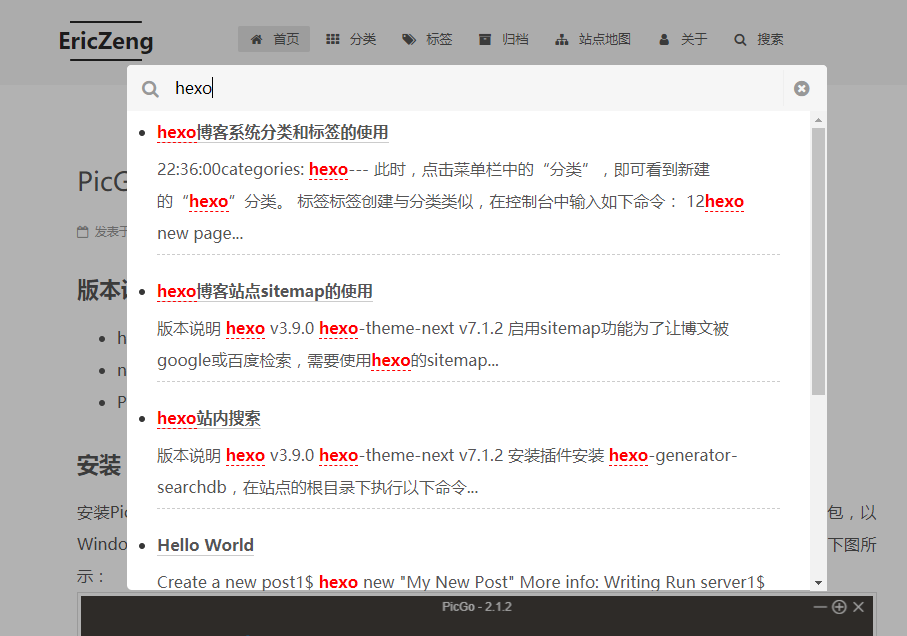 EricZeng
首页 分类 标签 归档 站点地图 关于 搜索
hexo
hexo博客系统分类和标签的使用
22:36:00categories: hexo--- 此时，点击菜单栏中的“分类”，即可看到新建
的“hexo”分类。 标签标签创建与分类类似，在控制台中输入如下命令： 12hexo
new page...
hexo博客站点sitemap的使用
版本说明 hexo v3.9.0 hexo-theme-next v7.1.2 启用sitemap功能为了让博文被
google或百度检索，需要使用hexo的sitemap...
hexo站内搜索
版本说明 hexo v3.9.0 hexo-theme-next v7.1.2 安装插件安装 hexo-generator-
searchdb，在站点的根目录下执行以下命令...
Hello World
Create a new post1$ hexo new "My New Post" More info: Writing Run server1$
PicG
发表于
版本
h
n
P
安装
安装Pic 包，以
Windo 下图所
示：
PicGo - 2.1.2